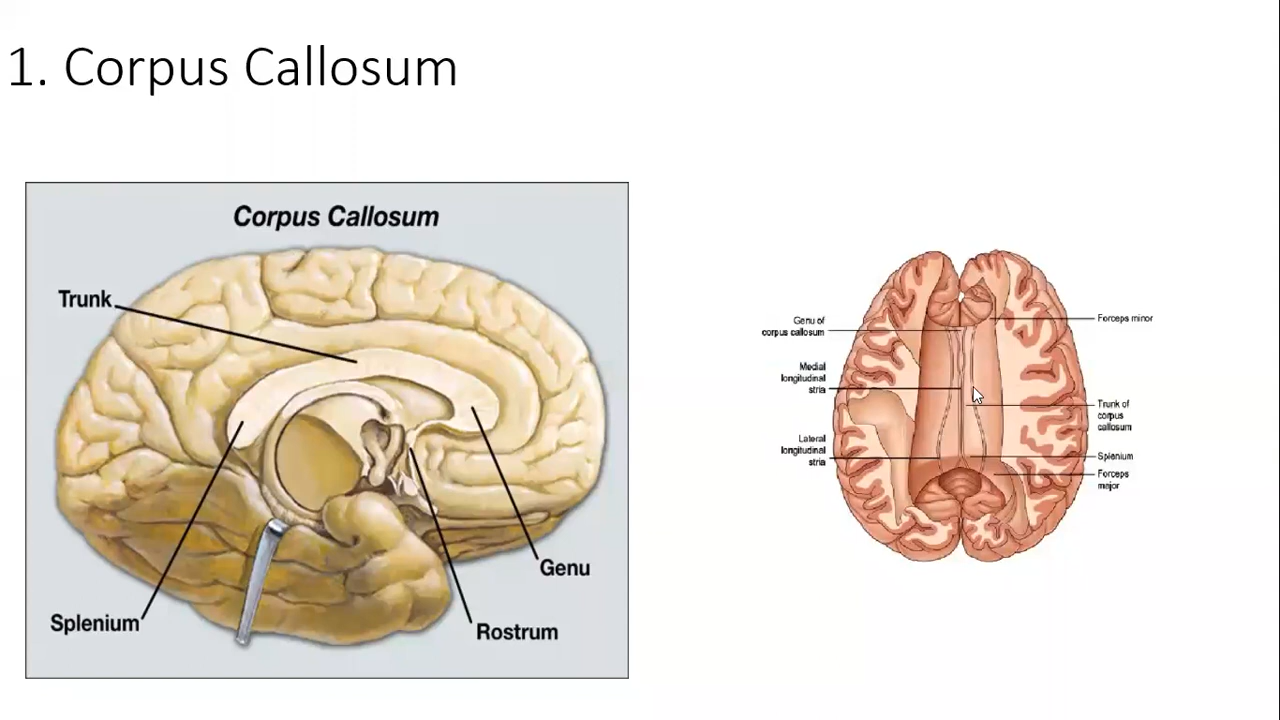 1. Corpus Callosum
Corpus Callosum
Trunk
Splenium
Genu
Rostrum
Genu of
corpus callosum
Medial
longitudinal
stria
Lateral
longitudinal
stria
Forceps minor
Trunk of
corpus
callosum
Splenium
Forceps
major